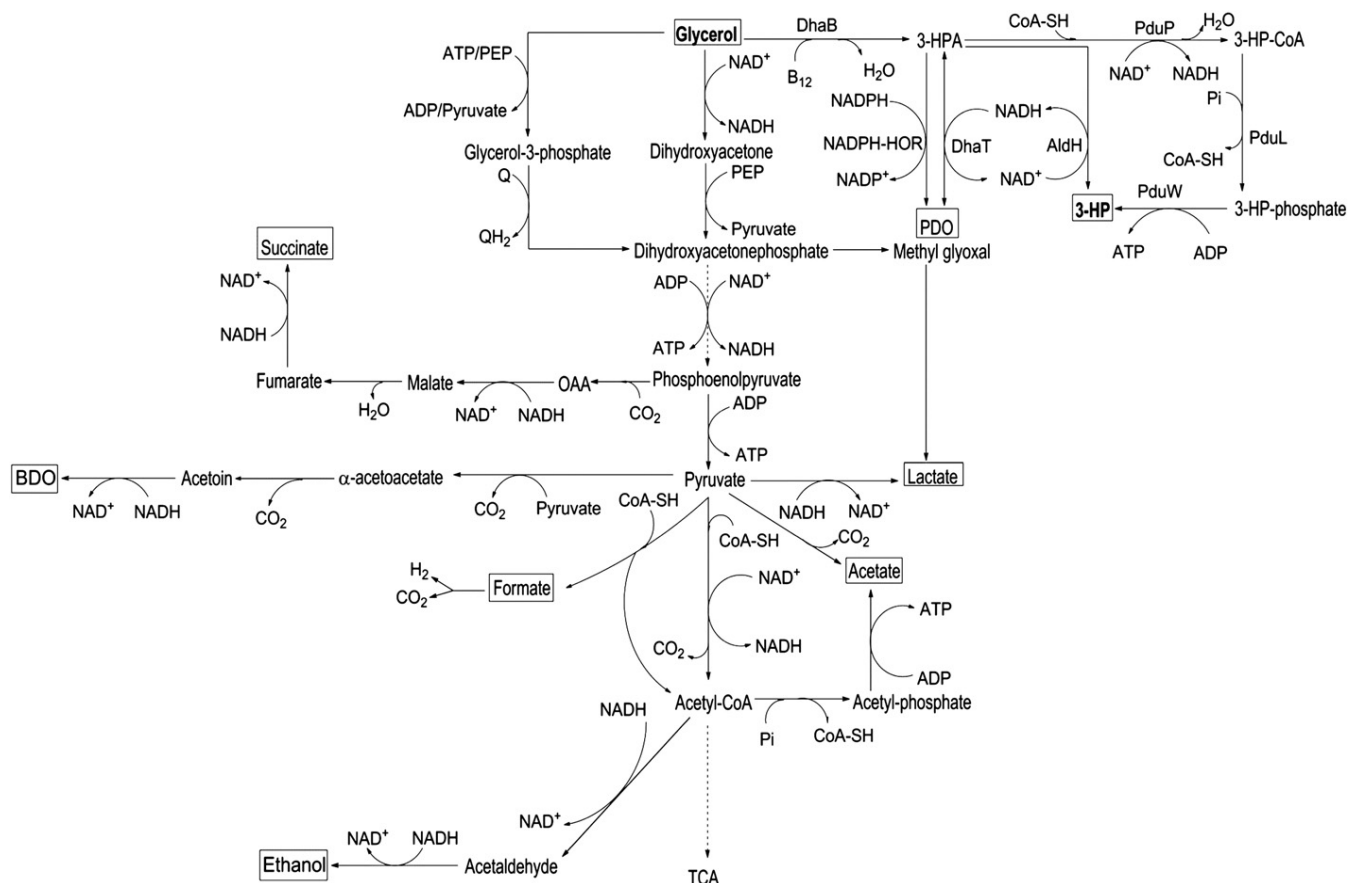 Glycerol
DhaB
B12
H2O
3-HPA
CoA-SH
PduP
H2O
3-HP-CoA
NAD+
NADH
ATP/PEP
ADP/Pyruvate
NAD+
NADH
NADPH
NADPH-HOR
NADP+
NADH
DhaT
NAD+
AldH
Pi
PduL
CoA-SH
Glycerol-3-phosphate
Dihydroxyacetone
Q
QH2
PEP
Pyruvate
PDO
3-HP
PduW
3-HP-phosphate
ATP
ADP
Succinate
Dihydroxyacetonephosphate
Methyl glyoxal
NAD+
NADH
ADP
NAD+
ATP
NADH
Fumarate
Malate
OAA
Phosphoenolpyruvate
H2O
NAD+
NADH
CO2
ADP
ATP
BDO
Acetoin
α-acetoacetate
Pyruvate
Lactate
NAD+
NADH
CO2
CO2
Pyruvate
CoA-SH
NADH
NAD+
CoA-SH
CO2
H2
CO2
Formate
NAD+
NADH
CO2
Acetate
ATP
ADP
Acetyl-CoA
Acetyl-phosphate
NADH
Pi
CoA-SH
NAD+
NAD+
NADH
Ethanol
Acetaldehyde
TCA